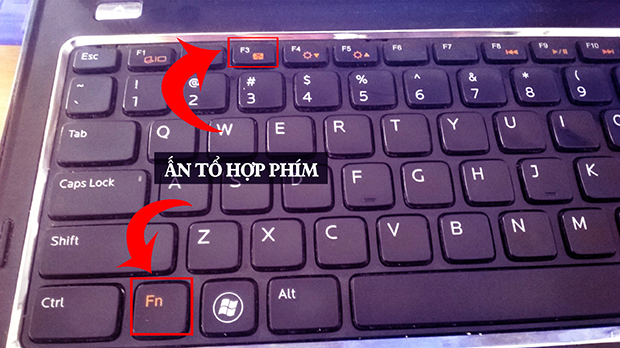 Esc F1 F3 F4 F5 F6 F7 F8 F9 F10
~ ! @ # $ % ^ & * (
` 1 2 3 4 5 6 7 8 9
Tab Q W E R T Y U I
ẤN TỔ HỢP PHÍM
Caps Lock A S D F G H J K
Shift Z X C V B N M
Ctrl Fn Alt